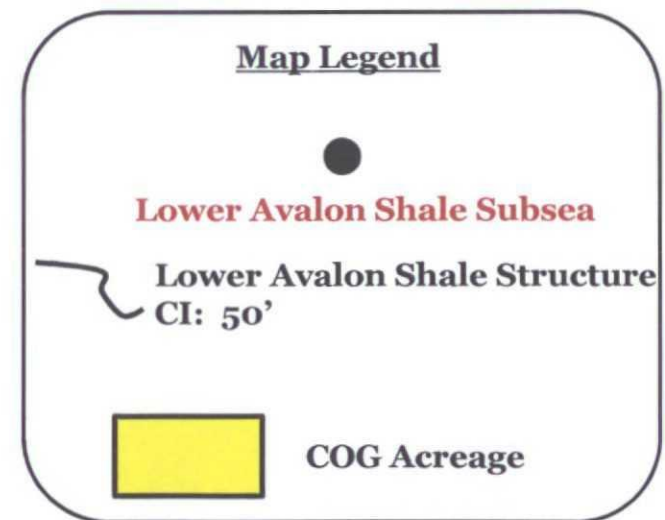 Map Legend
Lower Avalon Shale Subsea
Lower Avalon Shale Structure
CI: 50’
COG Acreage